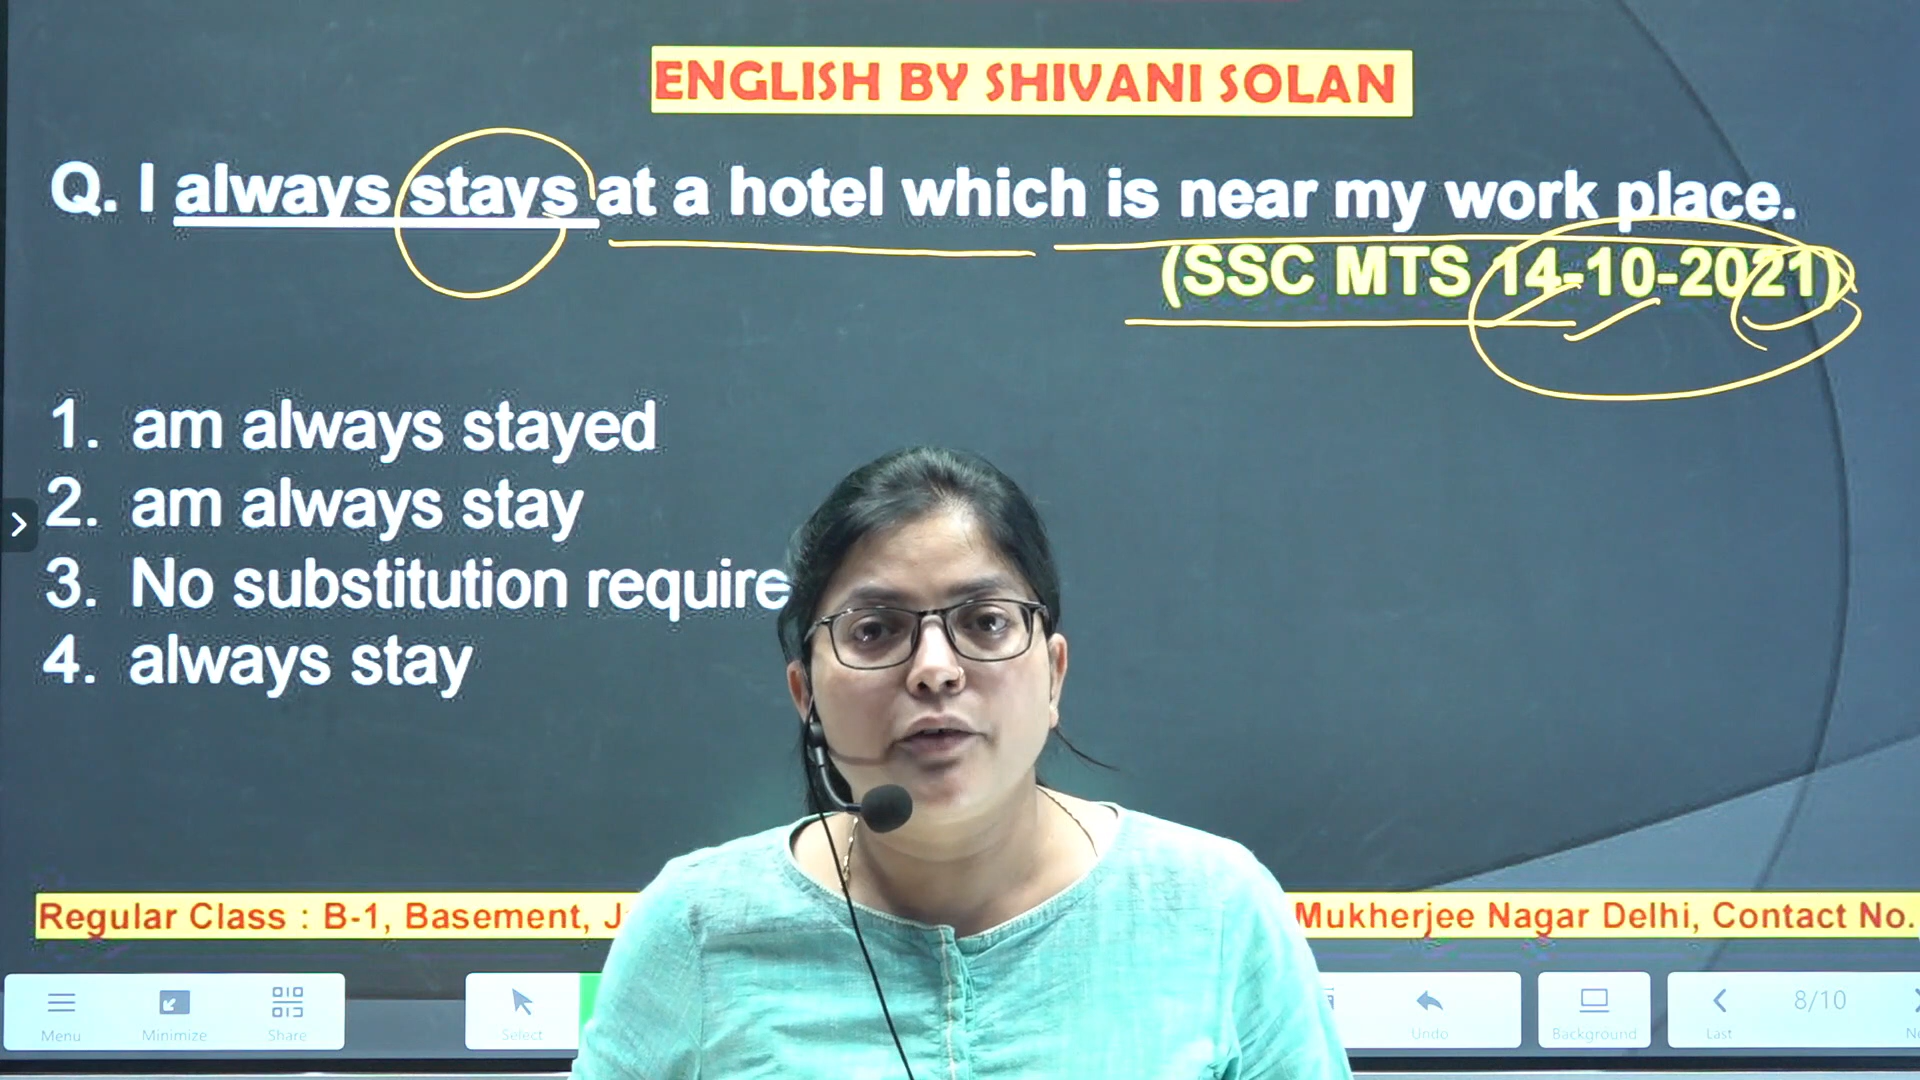 ENGLISH BY SHIVANI SOLAN
Q. I always stays at a hotel which is near my work place.
(SSC MTS 14-10-2021)
1. am always stayed
2. am always stay
3. No substitution require
4. always stay
Regular Class : B-1, Basement, Mukherjee Nagar Delhi, Contact No.
Menu Minimize Share Select Undo Background Last 8/10